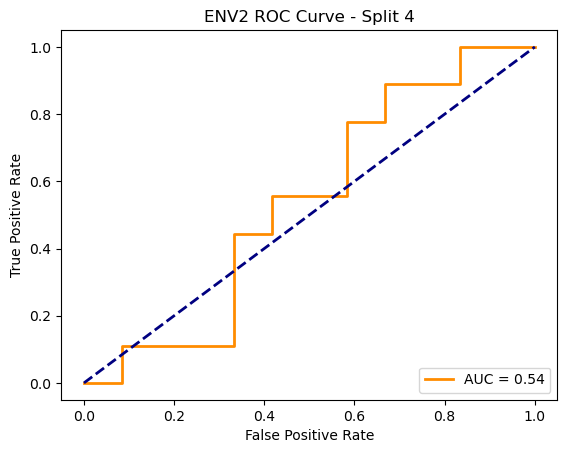 ENV2 ROC Curve - Split 4
True Positive Rate
1.0
0.8
0.6
0.4
0.2
0.0
AUC = 0.54
0.0 0.2 0.4 0.6 0.8 1.0
False Positive Rate